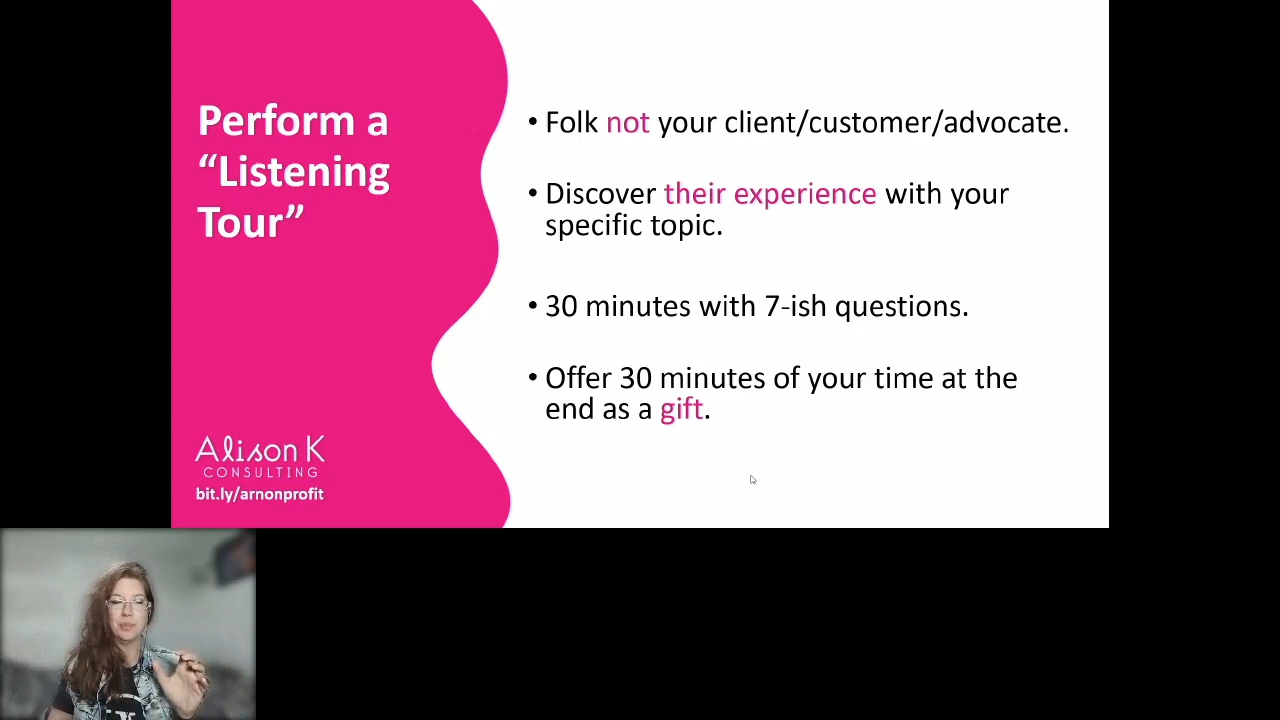 Perform a
“Listening
Tour”
• Folk not your client/customer/advocate.
• Discover their experience with your
specific topic.
• 30 minutes with 7-ish questions.
• Offer 30 minutes of your time at the
end as a gift.
Alison K
CONSULTING
bit.ly/arnonprofit